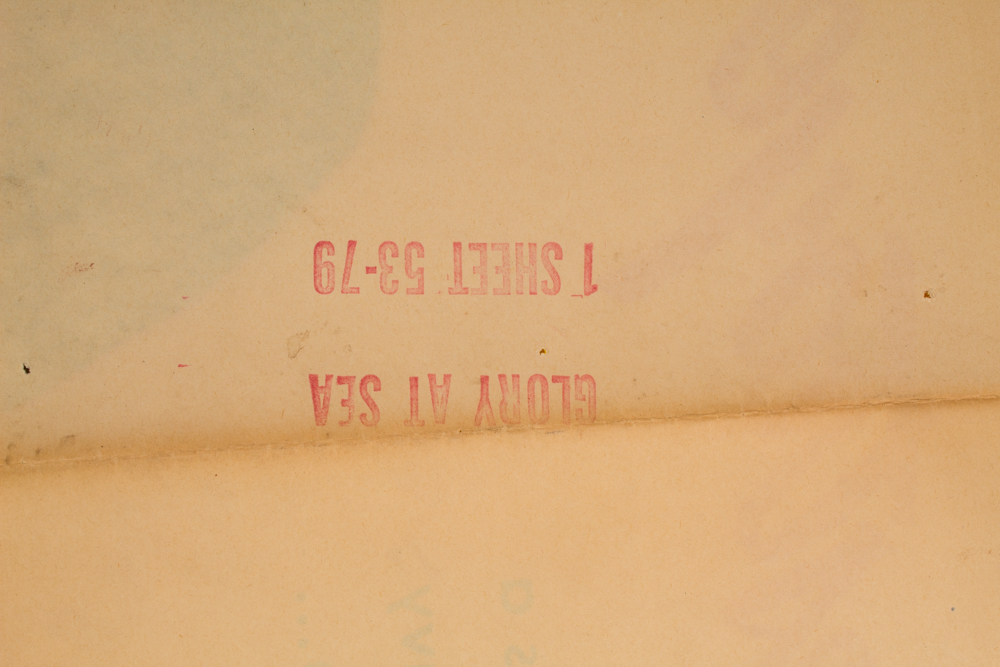 GLORY AT SEA
1 SHEET 53-79